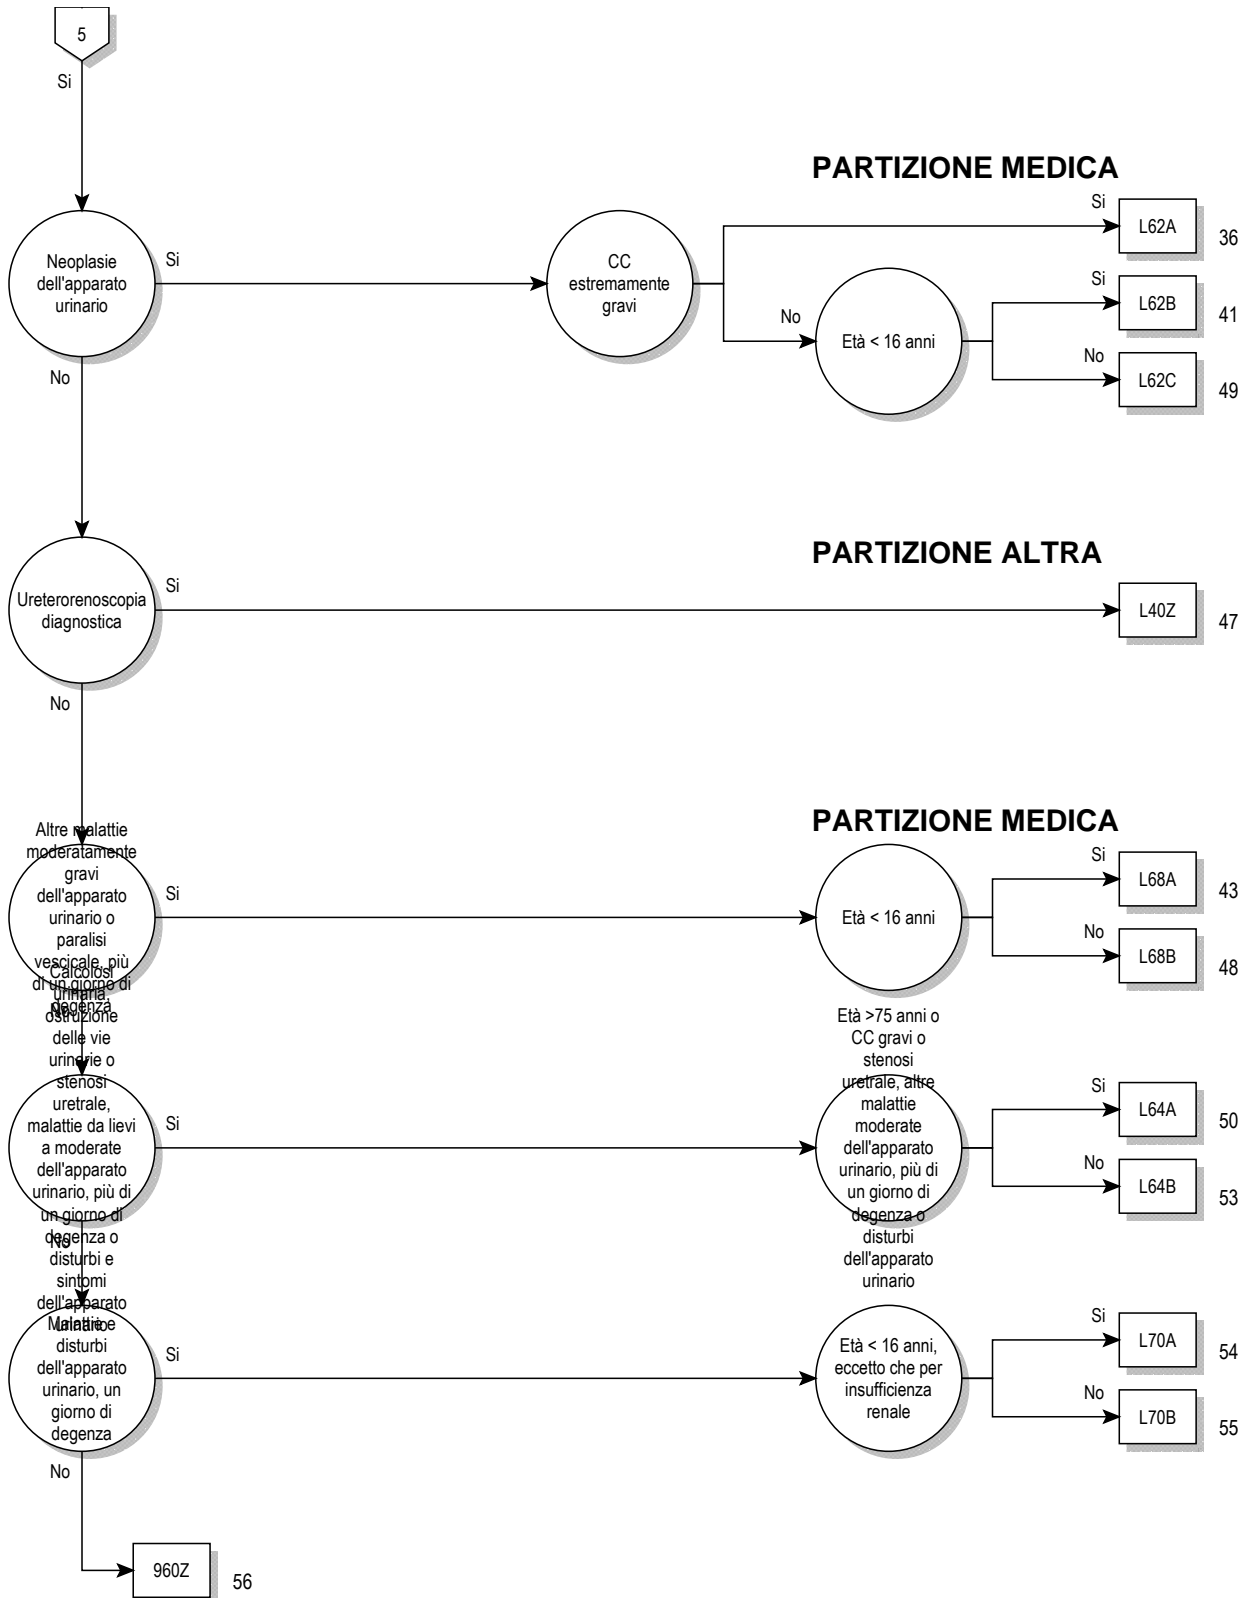 5
Si
PARTIZIONE MEDICA
Neoplasie
dell'apparato
urinario
Si
CC
estremamente
gravi
Si
L62A
36
No
Età < 16 anni
Si
L62B
41
No
L62C
49
No
PARTIZIONE ALTRA
Ureterorenoscopia
diagnostica
Si
L40Z
47
No
PARTIZIONE MEDICA
Altre malattie
moderatamente
gravi
dell'apparato
urinario o
paralisi
vescicale, più
di un giorno di
degenza
Si
Età < 16 anni
Si
L68A
43
No
L68B
48
No
Calcolosi
urinaria,
ostruzione
delle vie
urinarie o
stenosi
uretrale,
malattie da lievi
a moderate
dell'apparato
urinario, più di
un giorno di
degenza o
disturbi e
sintomi
dell'apparato
urinario
Si
Età >75 anni o
CC gravi o
stenosi
uretrale, altre
malattie
moderate
dell'apparato
urinario, più di
un giorno di
degenza o
disturbi
dell'apparato
urinario
Si
L64A
50
No
L64B
53
No
Malattie e
disturbi
dell'apparato
urinario, un
giorno di
degenza
Si
Età < 16 anni,
eccetto che per
insufficienza
renale
Si
L70A
54
No
L70B
55
No
960Z
56